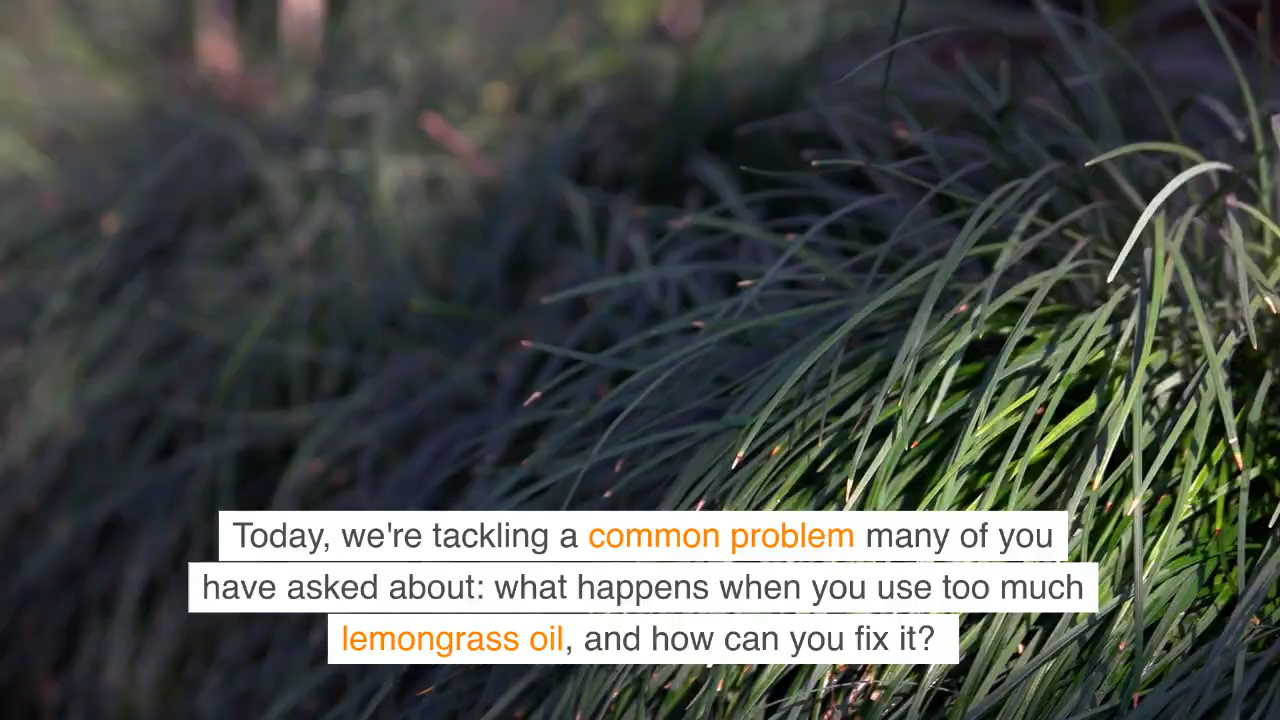 Today, we're tackling a common problem many of you
have asked about: what happens when you use too much
lemongrass oil, and how can you fix it?